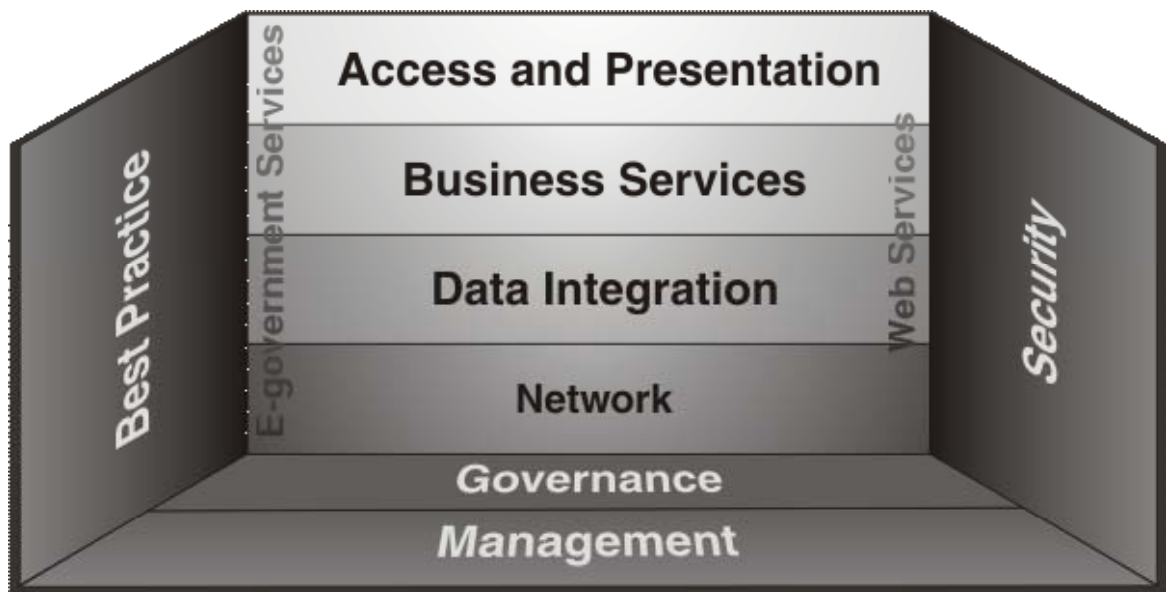 Best Practice
E-government Services
Access and Presentation
Business Services
Data Integration
Network
Web Services
Security
Governance
Management